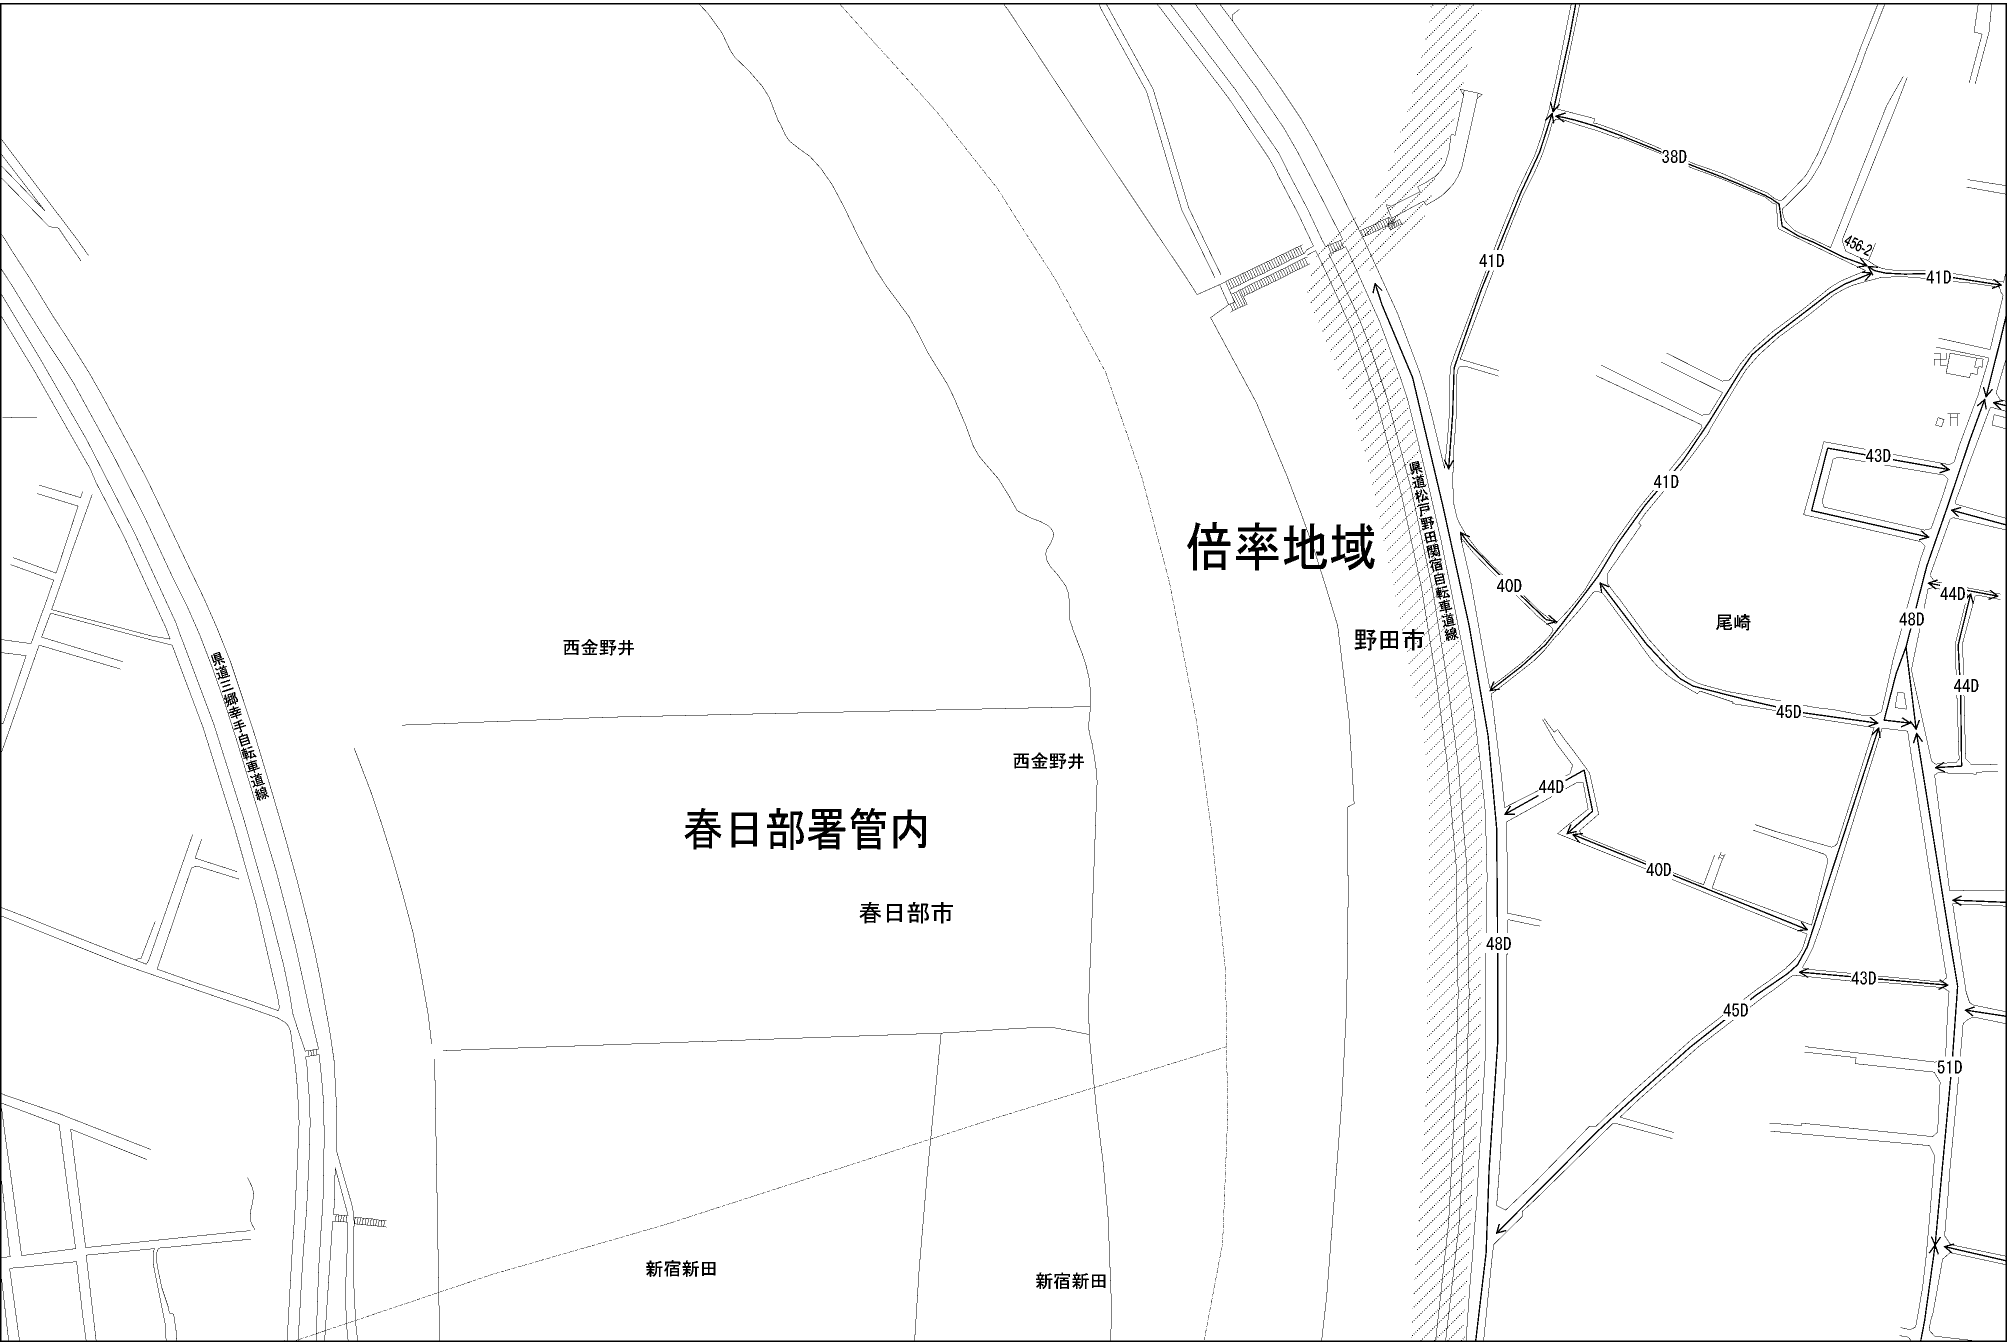 38D
456-2
41D
41D
43D
41D
県道松戸野田関宿自転車道線
倍率地域
40D
44D
48D
尾崎
野田市
西金野井
県道三郷幸手自転車道線
44D
45D
西金野井
44D
春日部署管内
40D
春日部市
48D
43D
45D
51D
新宿新田
新宿新田